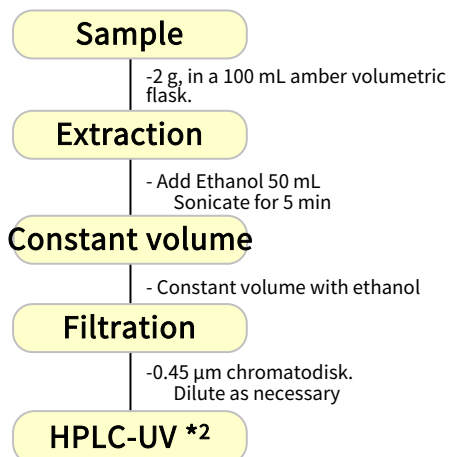 Sample
-2 g, in a 100 mL amber volumetric
flask.
Extraction
- Add Ethanol 50 mL
Sonicate for 5 min
Constant volume
- Constant volume with ethanol
Filtration
-0.45 µm chromatodisk.
Dilute as necessary
HPLC-UV *2